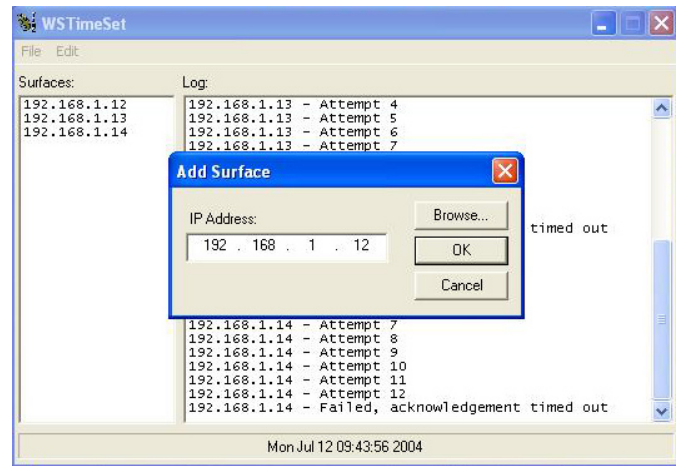 WSTimeSet
File Edit
Surfaces:
Log:
192.168.1.12
192.168.1.13
192.168.1.14
192.168.1.13 - Attempt 4
192.168.1.13 - Attempt 5
192.168.1.13 - Attempt 6
192.168.1.13 - Attempt 7
Add Surface
IP Address:
192 . 168 . 1 . 12
Browse...
OK
Cancel
timed out
192.168.1.14 - Attempt 7
192.168.1.14 - Attempt 8
192.168.1.14 - Attempt 9
192.168.1.14 - Attempt 10
192.168.1.14 - Attempt 11
192.168.1.14 - Attempt 12
192.168.1.14 - Failed, acknowledgement timed out
Mon Jul 12 09:43:56 2004